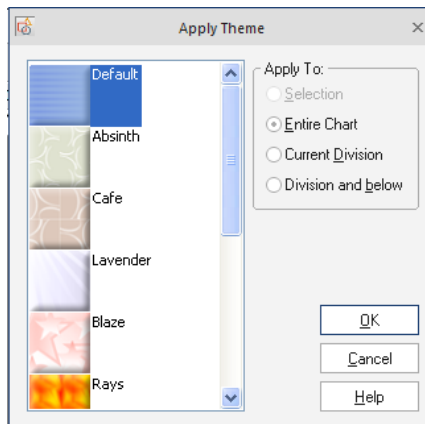 Apply Theme
Default
Absinth
Cafe
Lavender
Blaze
Rays
Apply To:
Selection
Entire Chart
Current Division
Division and below
OK
Cancel
Help